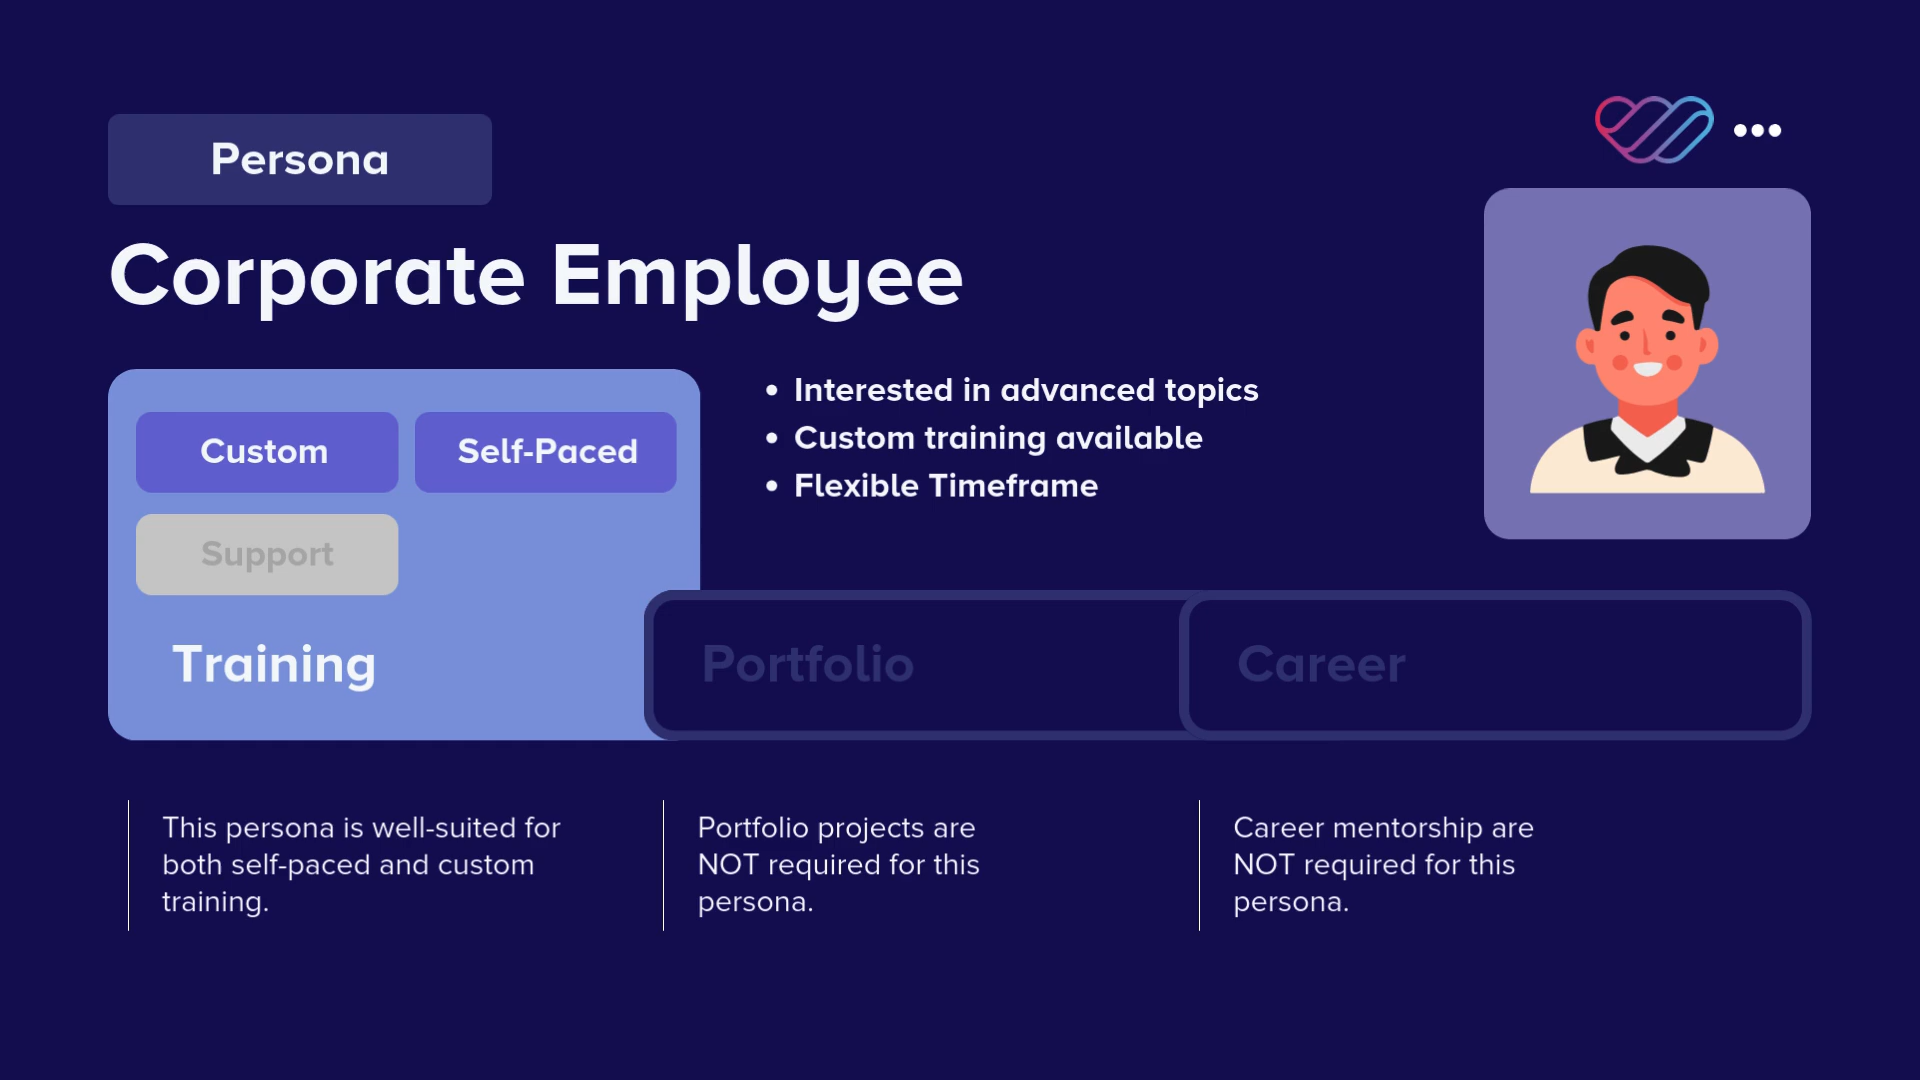 Persona
Corporate Employee
Custom
Self-Paced
Support
Training
• Interested in advanced topics
• Custom training available
• Flexible Timeframe
Portfolio
Career
This persona is well-suited for
both self-paced and custom
training.
Portfolio projects are
NOT required for this
persona.
Career mentorship are
NOT required for this
persona.